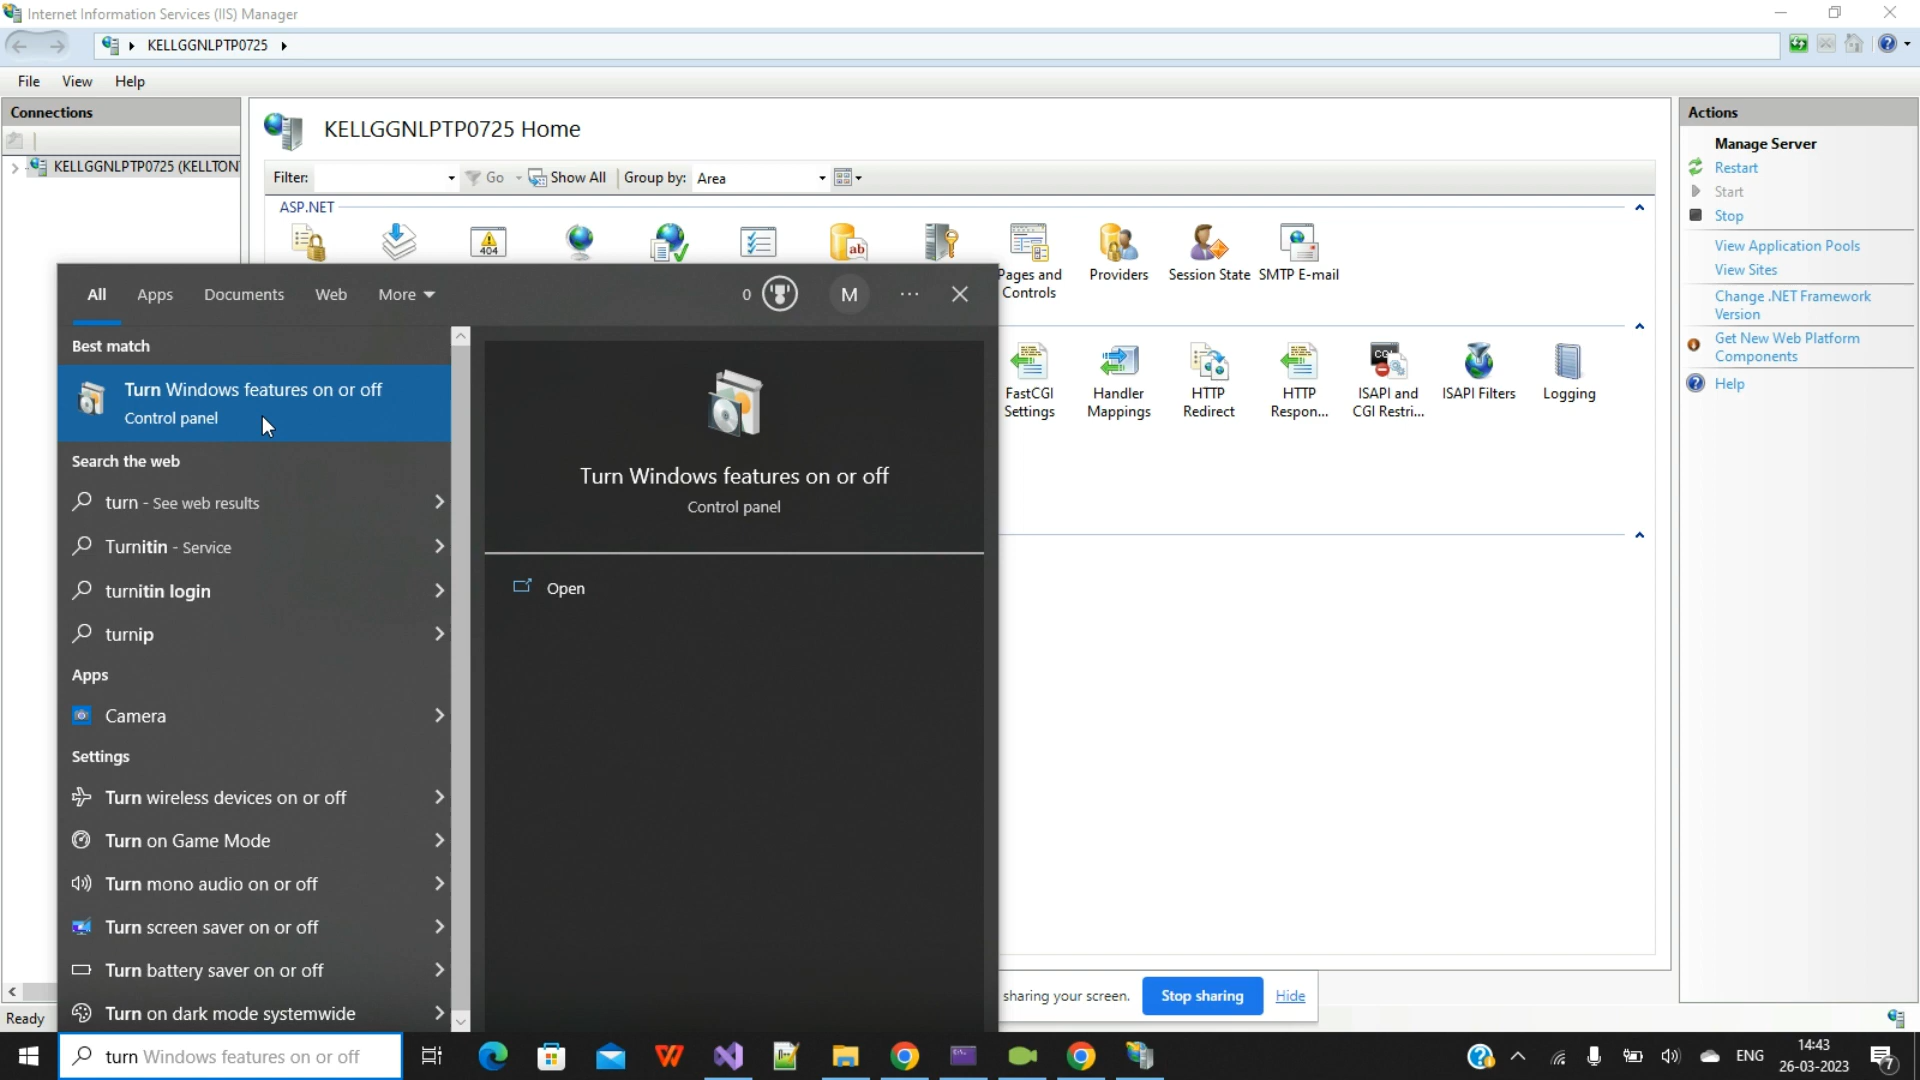 Internet Information Services (IIS) Manager
KELLGGNLPTP0725
File View Help
Connections
KELLGGNLPTP0725 (KELLTON
KELLGGNLPTP0725 Home
Filter: Go Show All Group by: Area
ASP.NET
404
ab
Pages and Controls
Providers
Session State
SMTP E-mail
FastCGI Settings
Handler Mappings
HTTP Redirect
HTTP Respon...
CGI
ISAPI and CGI Restri...
ISAPI Filters
Logging
Actions
Manage Server
Restart
Start
Stop
View Application Pools
View Sites
Change .NET Framework
Version
Get New Web Platform
Components
Help
All Apps Documents Web More 0 M
Best match
Turn Windows features on or off
Control panel
Search the web
turn - See web results
Turnitin - Service
turnitin login
turnip
Apps
Camera
Settings
Turn wireless devices on or off
Turn on Game Mode
Turn mono audio on or off
Turn screen saver on or off
Turn battery saver on or off
Turn on dark mode systemwide
Turn Windows features on or off
Control panel
Open
sharing your screen. Stop sharing Hide
Ready
turn Windows features on or off
ENG
14:43
26-03-2023
7